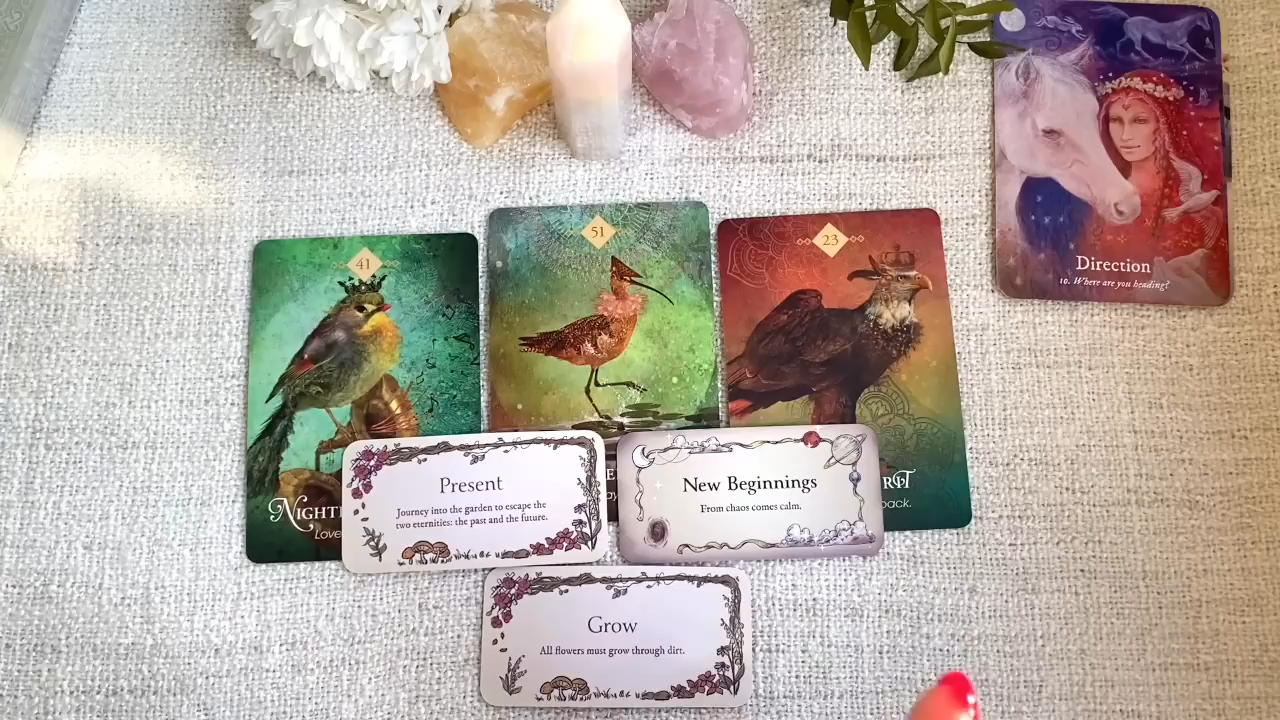 41
51
23
Direction
10. Where are you heading?
Present
Journey into the garden to escape the
two eternities: the past and the future.
New Beginnings
From chaos comes calm.
back.
Grow
All flowers must grow through dirt.